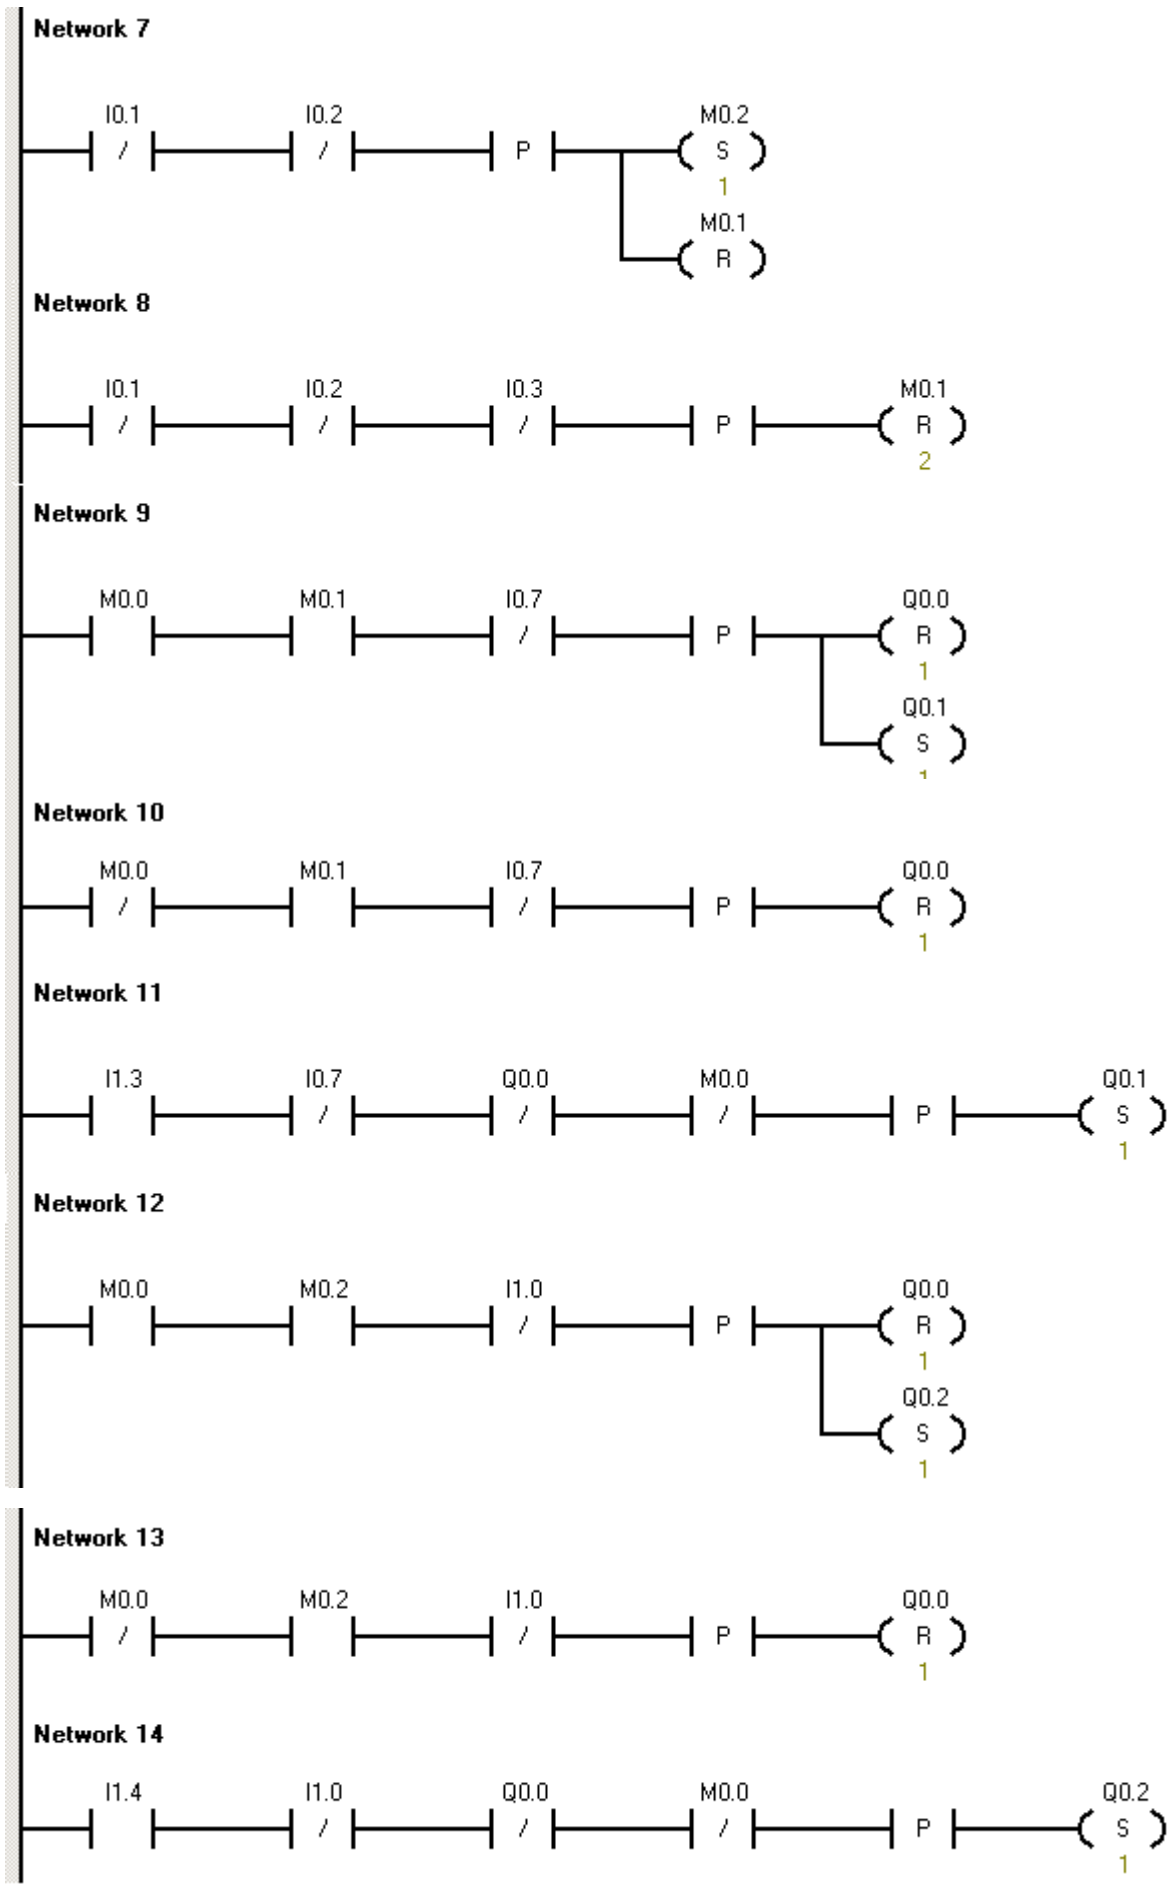 Network 7
I0.1 I0.2 M0.2
/ / P S
1
M0.1
R
Network 8
I0.1 I0.2 I0.3 M0.1
/ / / P R
2
Network 9
M0.0 M0.1 I0.7 Q0.0
/ P R
1
Q0.1
S
1
Network 10
M0.0 M0.1 I0.7 Q0.0
/ / P R
1
Network 11
I1.3 I0.7 Q0.0 M0.0 Q0.1
/ / / P S
1
Network 12
M0.0 M0.2 I1.0 Q0.0
/ P R
1
Q0.2
S
1
Network 13
M0.0 M0.2 I1.0 Q0.0
/ / P R
1
Network 14
I1.4 I1.0 Q0.0 M0.0 Q0.2
/ / / P S
1